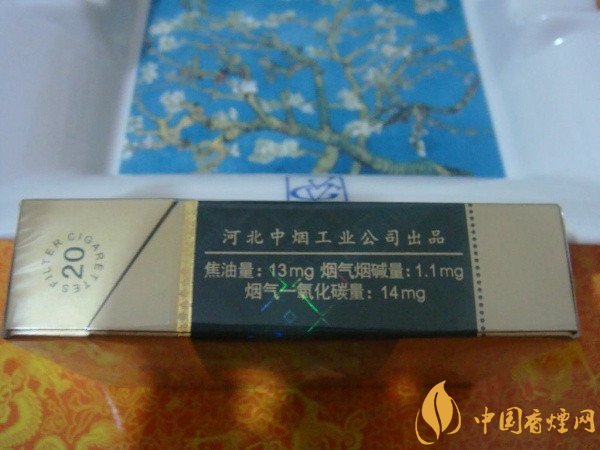 河北中烟工业公司出品
焦油量：13mg 烟气烟碱量：1.1mg
烟气一氧化碳量：14mg
FILTER CIGARETTES
20
中国香煙网